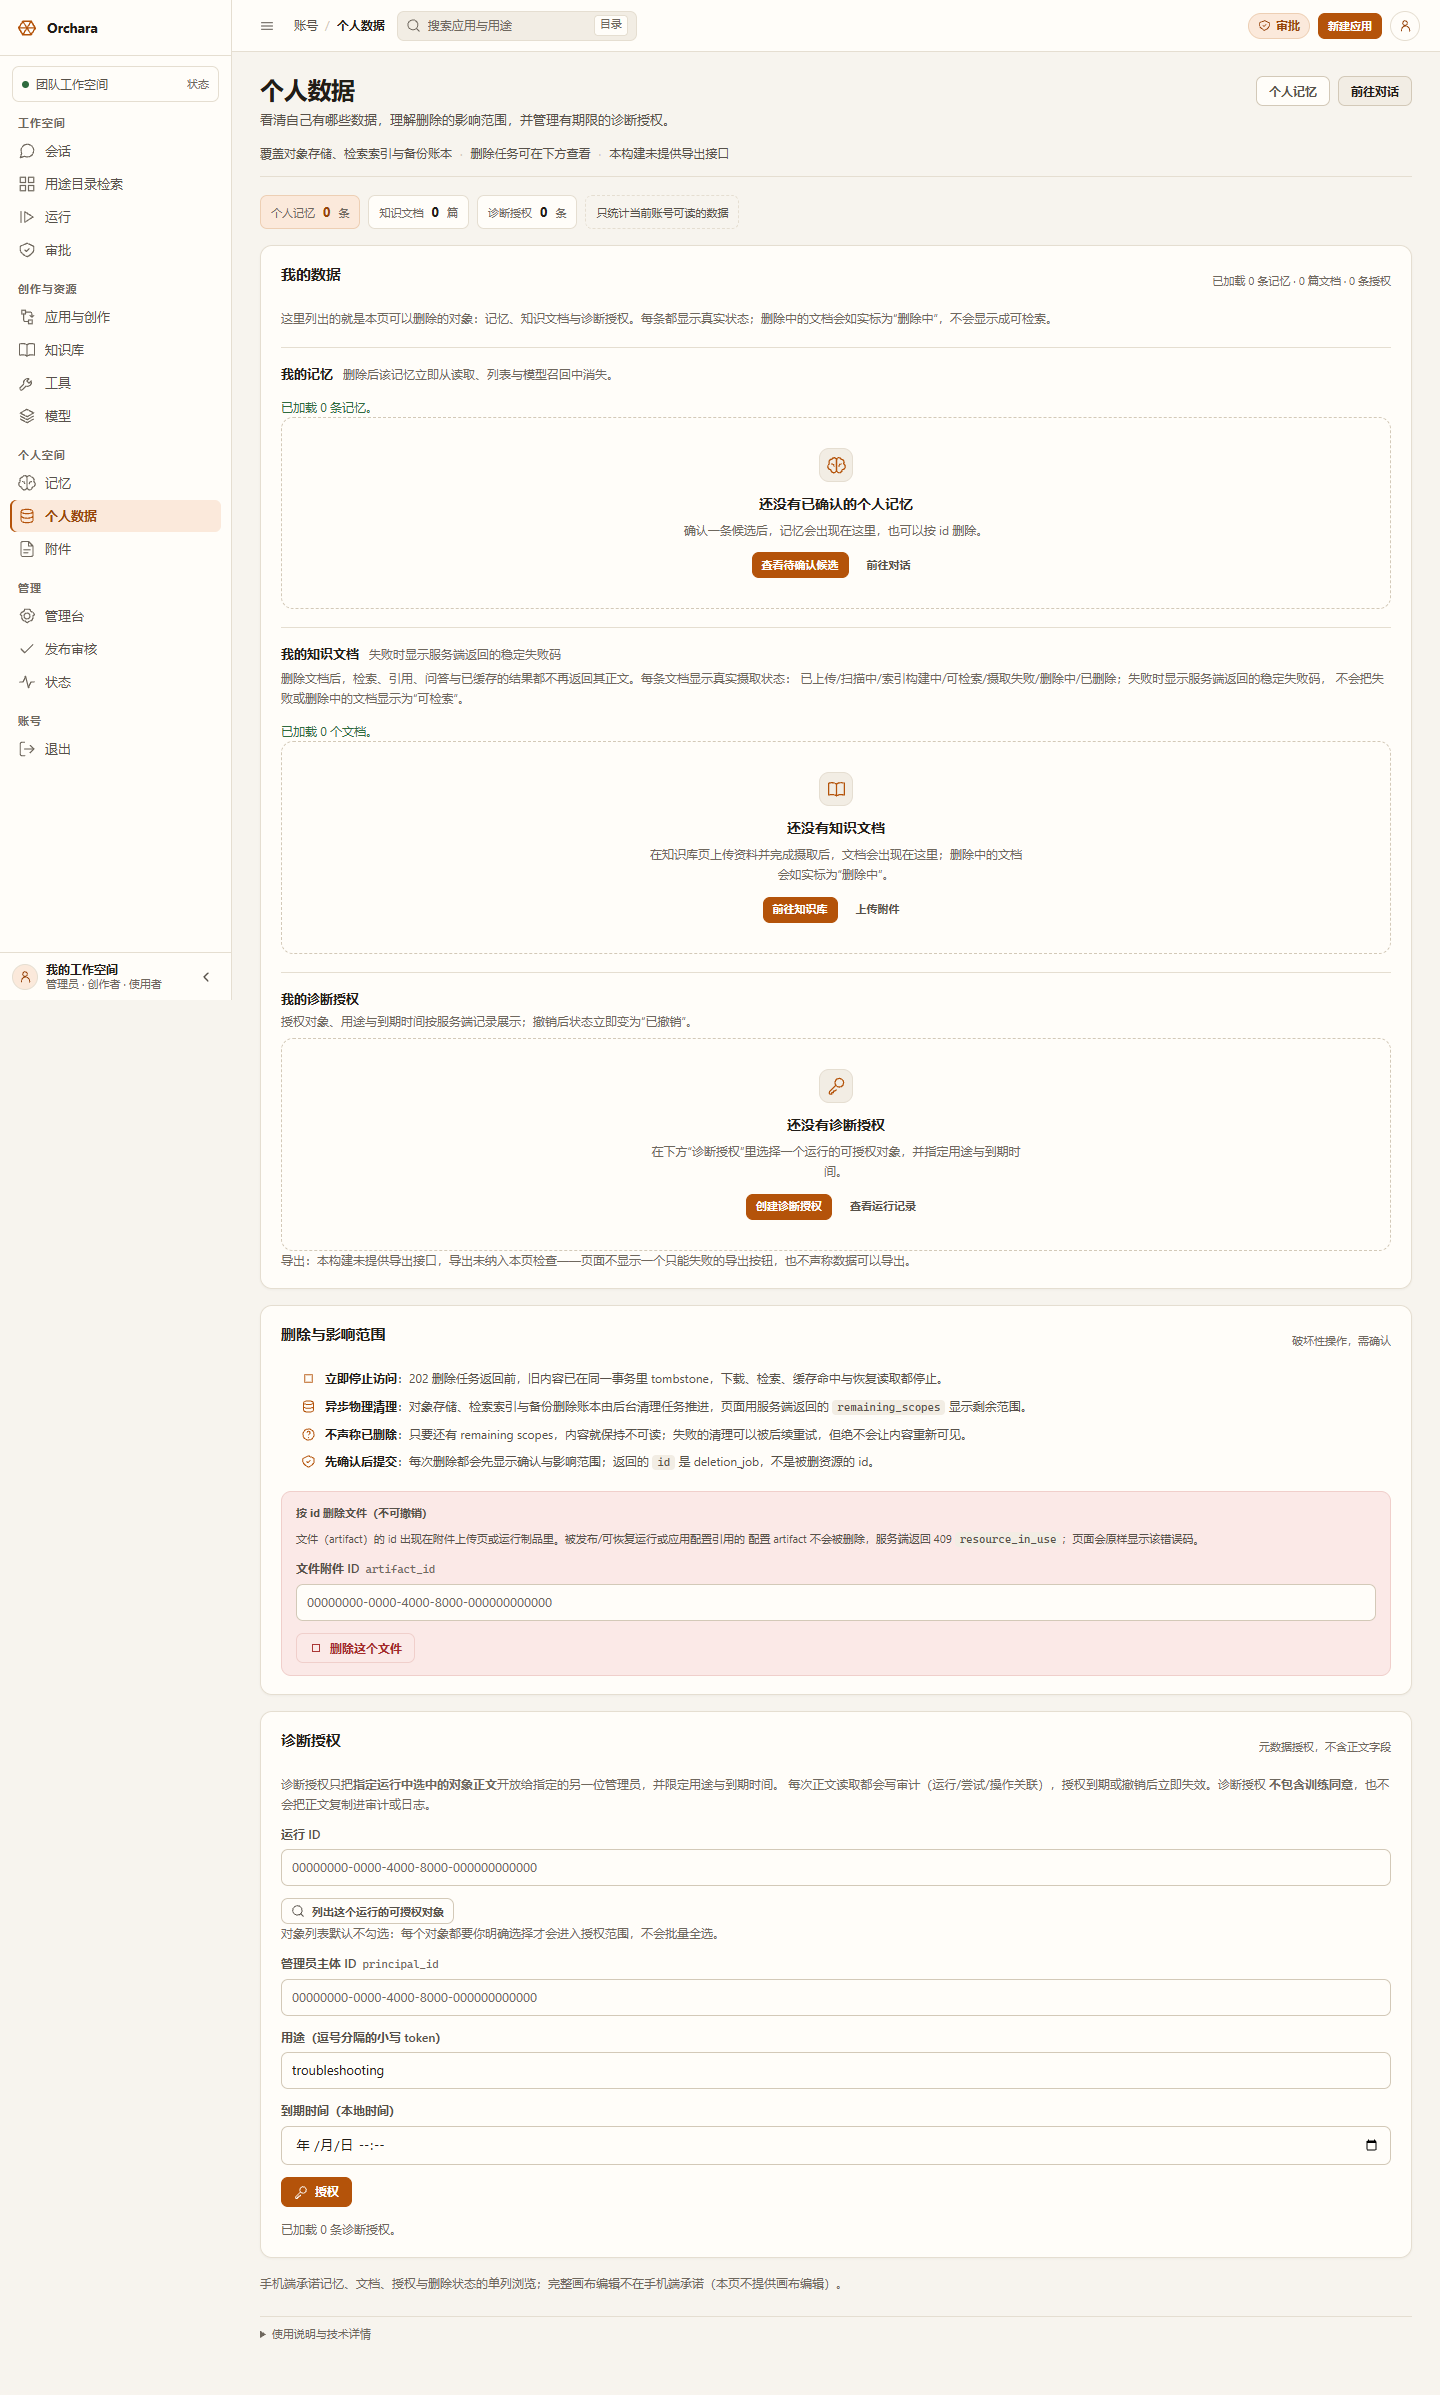 Orchara
团队工作空间 状态
工作空间
会话
用途目录检索
运行
审批
创作与资源
应用与创作
知识库
工具
模型
个人空间
记忆
个人数据
附件
管理
管理台
发布审核
状态
账号
退出
我的工作空间
管理员 · 创作者 · 使用者
账号 / 个人数据 搜索应用与用途 目录 审批 新建应用
个人数据
个人记忆 前往对话
看清自己有哪些数据，理解删除的影响范围，并管理有期限的诊断授权。
覆盖对象存储、检索索引与备份账本 · 删除任务可在下方查看 · 本构建未提供导出接口
个人记忆 0 条 知识文档 0 篇 诊断授权 0 条 只统计当前账号可读的数据
我的数据
已加载 0 条记忆 · 0 篇文档 · 0 条授权
这里列出的就是本页可以删除的对象：记忆、知识文档与诊断授权。每条都显示真实状态；删除中的文档会如实标为“删除中”，不会显示成可检索。
我的记忆 删除后该记忆立即从读取、列表与模型召回中消失。
已加载 0 条记忆。
还没有已确认的个人记忆
确认一条候选后，记忆会出现在这里，也可以按 id 删除。
查看待确认候选 前往对话
我的知识文档 失败时显示服务端返回的稳定失败码
删除文档后，检索、引用、问答与已缓存的结果都不再返回其正文。每条文档显示真实摄取状态： 已上传/扫描中/索引构建中/可检索/摄取失败/删除中/已删除；失败时显示服务端返回的稳定失败码， 不会把失
败或删除中的文档显示为“可检索”。
已加载 0 个文档。
还没有知识文档
在知识库页上传资料并完成摄取后，文档会出现在这里；删除中的文档
会如实标为“删除中”。
前往知识库 上传附件
我的诊断授权
授权对象、用途与到期时间按服务端记录展示；撤销后状态立即变为“已撤销”。
还没有诊断授权
在下方“诊断授权”里选择一个运行的可授权对象，并指定用途与到期时
间。
创建诊断授权 查看运行记录
导出：本构建未提供导出接口，导出未纳入本页检查——页面不显示一个只能失败的导出按钮，也不声称数据可以导出。
删除与影响范围
破坏性操作，需确认
立即停止访问：202 删除任务返回前，旧内容已在同一事务里 tombstone，下载、检索、缓存命中与恢复读取都停止。
异步物理清理：对象存储、检索索引与备份删除账本由后台清理任务推进，页面用服务端返回的 remaining_scopes 显示剩余范围。
不声称已删除：只要还有 remaining scopes，内容就保持不可读；失败的清理可以被后续重试，但绝不会让内容重新可见。
先确认后提交：每次删除都会先显示确认与影响范围；返回的 id 是 deletion_job，不是被删资源的 id。
按 id 删除文件（不可撤销）
文件（artifact）的 id 出现在附件上传页或运行制品里。被发布/可恢复运行或应用配置引用的 配置 artifact 不会被删除，服务端返回 409 resource_in_use ；页面会原样显示该错误码。
文件附件 ID artifact_id
00000000-0000-4000-8000-000000000000
删除这个文件
诊断授权
元数据授权，不含正文字段
诊断授权只把指定运行中选中的对象正文开放给指定的另一位管理员，并限定用途与到期时间。 每次正文读取都会写审计（运行/尝试/操作关联），授权到期或撤销后立即失效。诊断授权 不包含训练同意，也不
会把正文复制进审计或日志。
运行 ID
00000000-0000-4000-8000-000000000000
列出这个运行的可授权对象
对象列表默认不勾选：每个对象都要你明确选择才会进入授权范围，不会批量全选。
管理员主体 ID principal_id
00000000-0000-4000-8000-000000000000
用途（逗号分隔的小写 token）
troubleshooting
到期时间（本地时间）
年 /月/日 --:--
授权
已加载 0 条诊断授权。
手机端承诺记忆、文档、授权与删除状态的单列浏览；完整画布编辑不在手机端承诺（本页不提供画布编辑）。
使用说明与技术详情